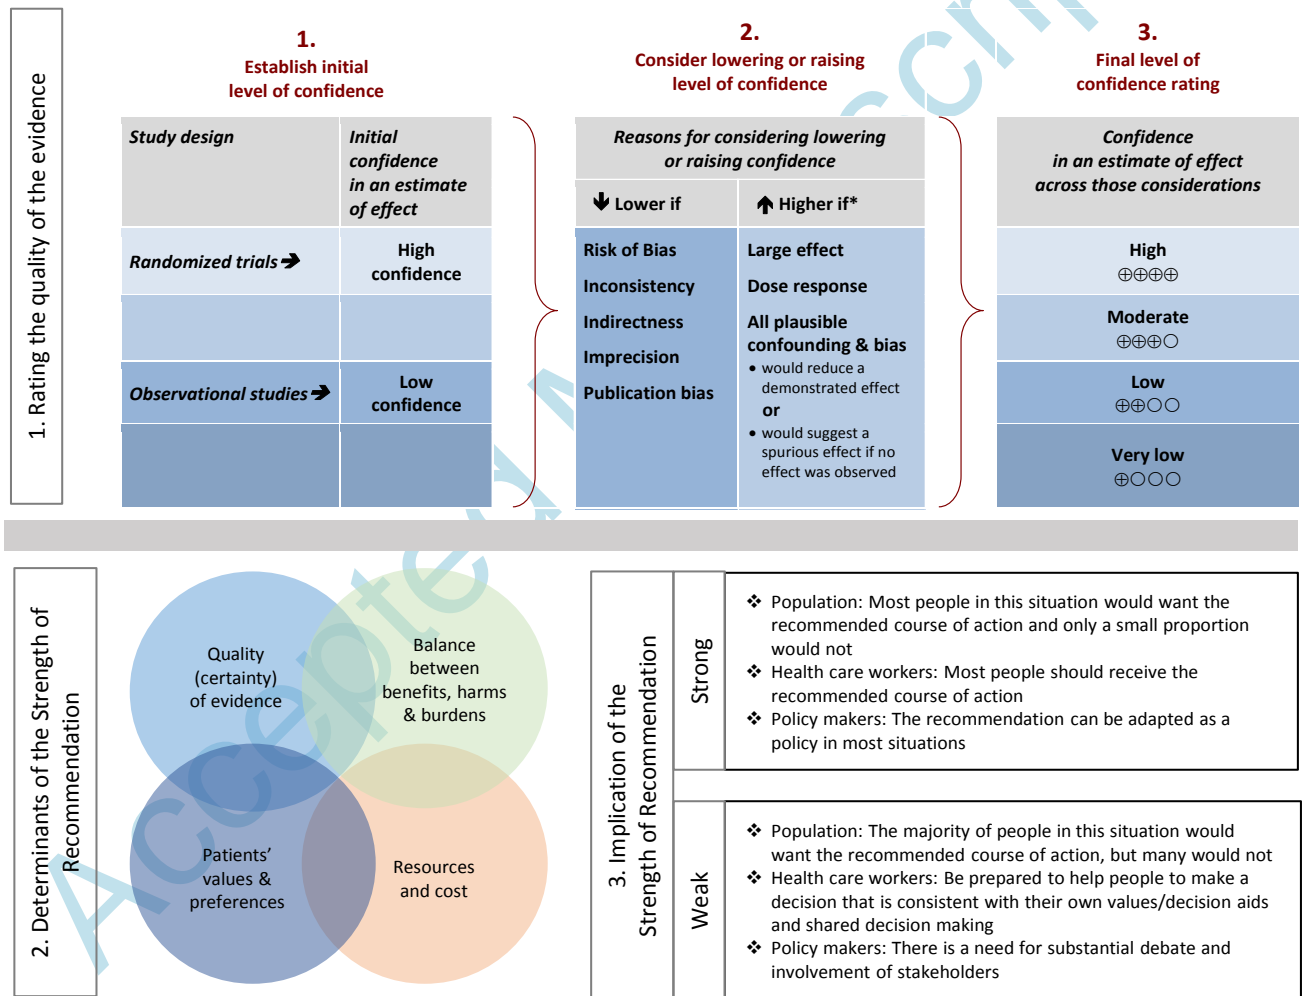 1. Rating the quality of the evidence
1.
Establish initial
level of confidence
Study design
Initial
confidence
in an estimate
of effect
Randomized trials ➔
High
confidence
Observational studies ➔
Low
confidence
2.
Consider lowering or raising
level of confidence
Reasons for considering lowering
or raising confidence
🡻 Lower if
🡹 Higher if*
Risk of Bias
Inconsistency
Indirectness
Imprecision
Publication bias
Large effect
Dose response
All plausible
confounding & bias
• would reduce a
demonstrated effect
or
• would suggest a
spurious effect if no
effect was observed
3.
Final level of
confidence rating
Confidence
in an estimate of effect
across those considerations
High
⊕⊕⊕⊕
Moderate
⊕⊕⊕○
Low
⊕⊕○○
Very low
⊕○○○
2. Determinants of the Strength of
Recommendation
Quality
(certainty)
of evidence
Balance
between
benefits, harms
& burdens
Patients’
values &
preferences
Resources
and cost
3. Implication of the
Strength of Recommendation
Strong
❖ Population: Most people in this situation would want the
recommended course of action and only a small proportion
would not
❖ Health care workers: Most people should receive the
recommended course of action
❖ Policy makers: The recommendation can be adapted as a
policy in most situations
Weak
❖ Population: The majority of people in this situation would
want the recommended course of action, but many would not
❖ Health care workers: Be prepared to help people to make a
decision that is consistent with their own values/decision aids
and shared decision making
❖ Policy makers: There is a need for substantial debate and
involvement of stakeholders
Accepted